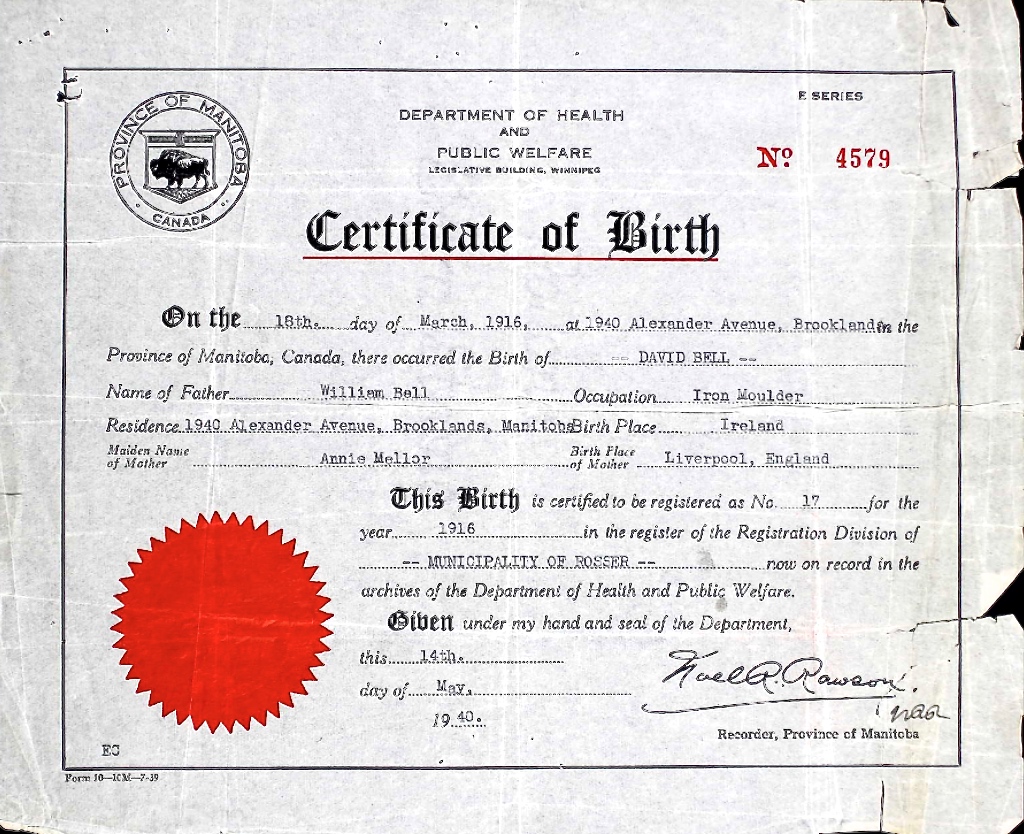 E SERIES
PROVINCE OF MANITOBA
CANADA
DEPARTMENT OF HEALTH
AND
PUBLIC WELFARE
LEGISLATIVE BUILDING, WINNIPEG
Nº 4579
Certificate of Birth
On the 18th. day of March, 1916, at 1940 Alexander Avenue, Brooklands in the
Province of Manitoba, Canada, there occurred the Birth of -- DAVID BELL --
Name of Father William Bell Occupation Iron Moulder
Residence 1940 Alexander Avenue, Brooklands, Manitoba Birth Place Ireland
Maiden Name of Mother Annie Mellor Birth Place of Mother Liverpool, England
This Birth is certified to be registered as No. 17 for the
year 1916 in the register of the Registration Division of
-- MUNICIPALITY OF ROSSER -- now on record in the
archives of the Department of Health and Public Welfare.
Given under my hand and seal of the Department,
this 14th.
day of May,
1940.
Noel R. Rawson.
Recorder, Province of Manitoba
EC
Form 10—10M—7-39